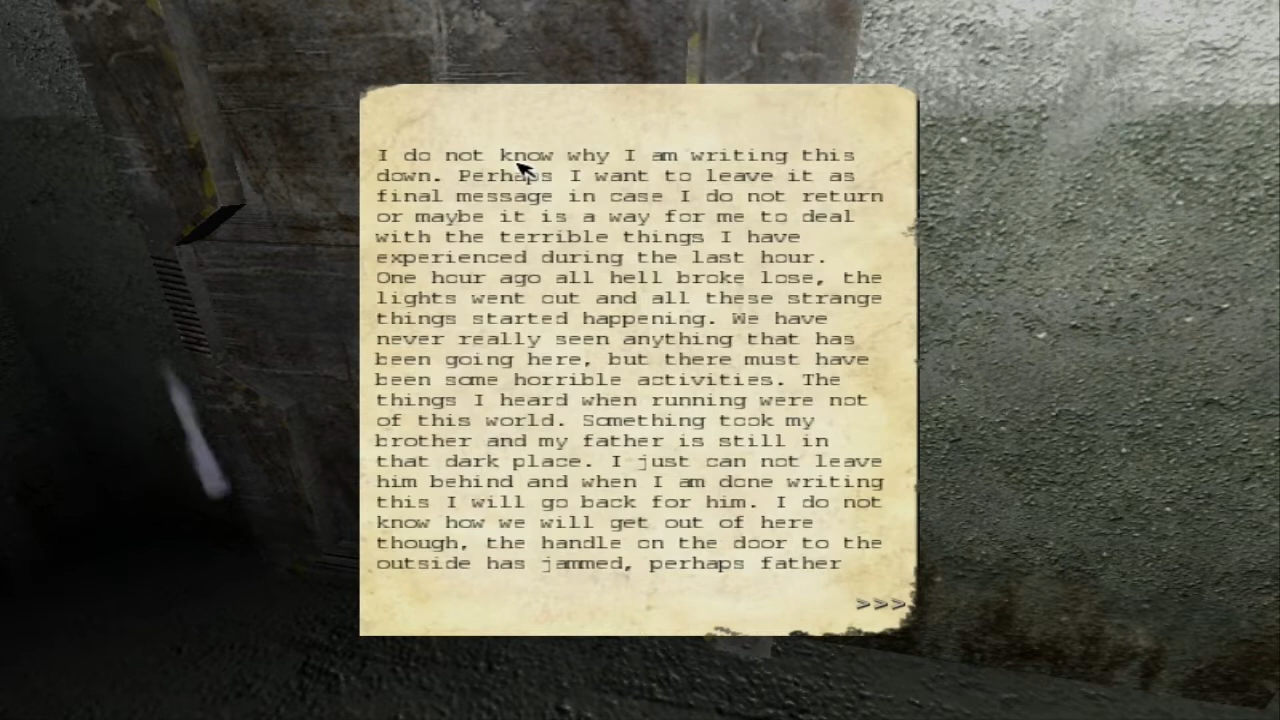 I do not know why I am writing this
down. Perhaps I want to leave it as
final message in case I do not return
or maybe it is a way for me to deal
with the terrible things I have
experienced during the last hour.
One hour ago all hell broke lose, the
lights went out and all these strange
things started happening. We have
never really seen anything that has
been going here, but there must have
been some horrible activities. The
things I heard when running were not
of this world. Something took my
brother and my father is still in
that dark place. I just can not leave
him behind and when I am done writing
this I will go back for him. I do not
know how we will get out of here
though, the handle on the door to the
outside has jammed, perhaps father
>>>